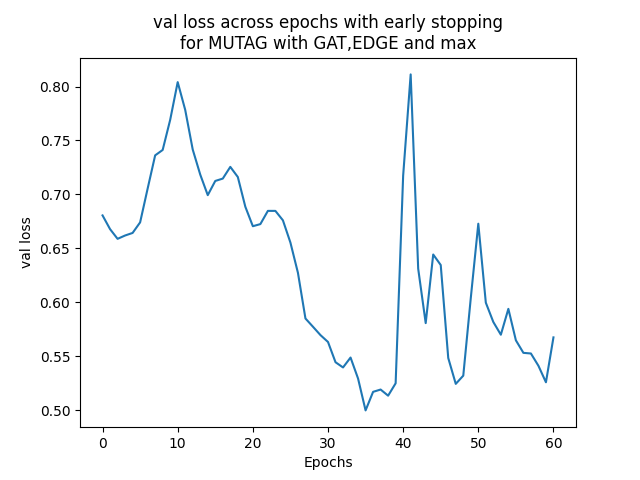 val loss across epochs with early stopping
for MUTAG with GAT,EDGE and max
0.80
0.75
0.70
0.65
0.60
0.55
0.50
val loss
0 10 20 30 40 50 60
Epochs